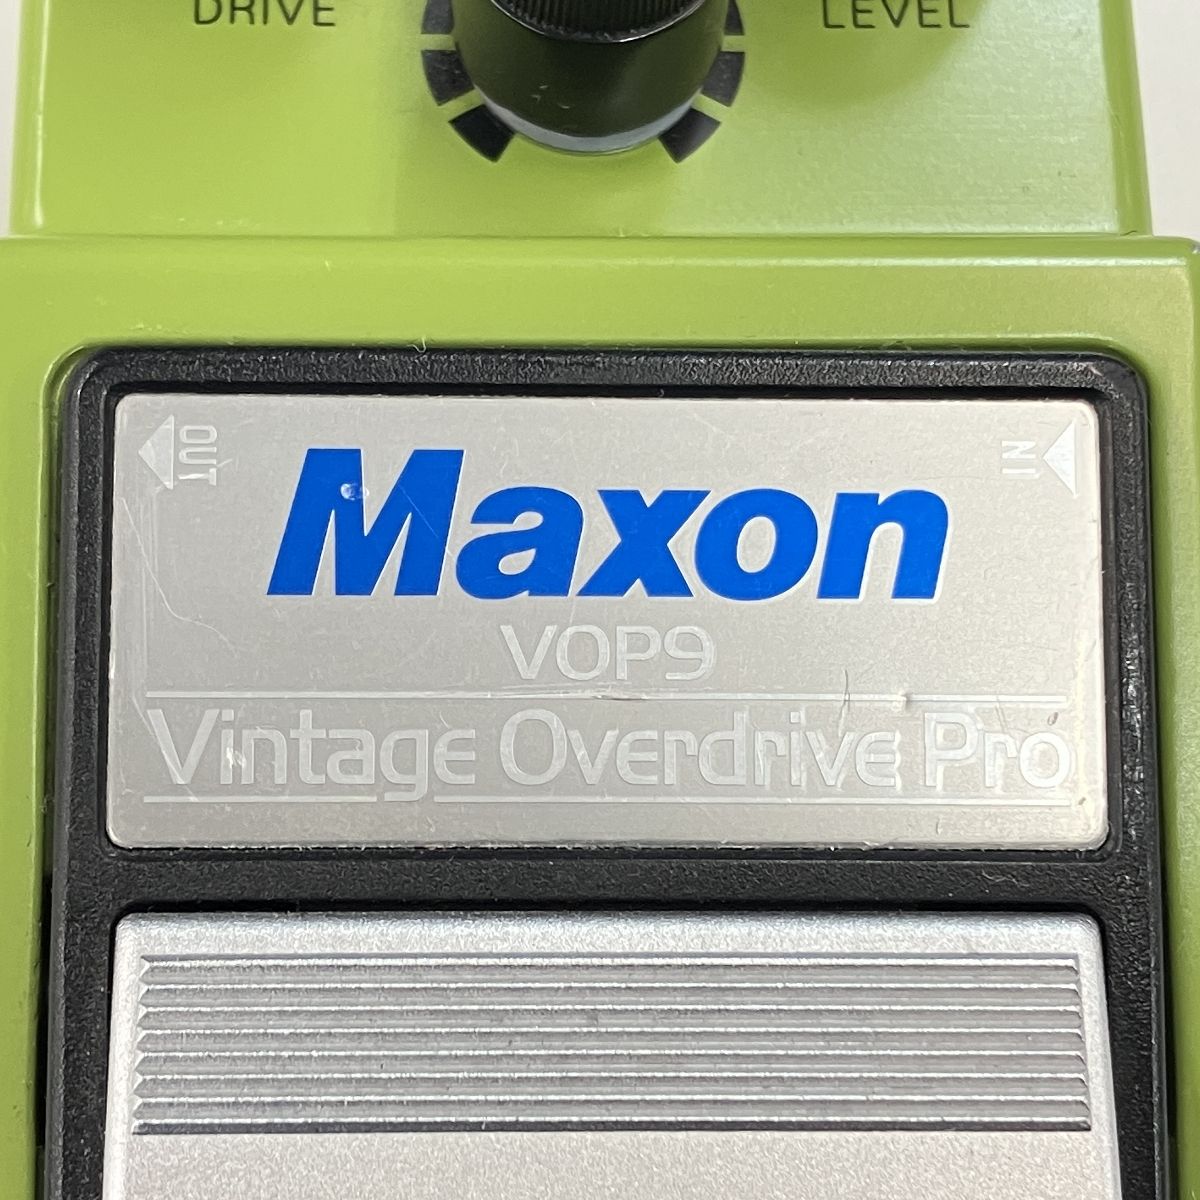 DRIVE LEVEL
OUT IN
Maxon
VOP9
Vintage Overdrive Pro